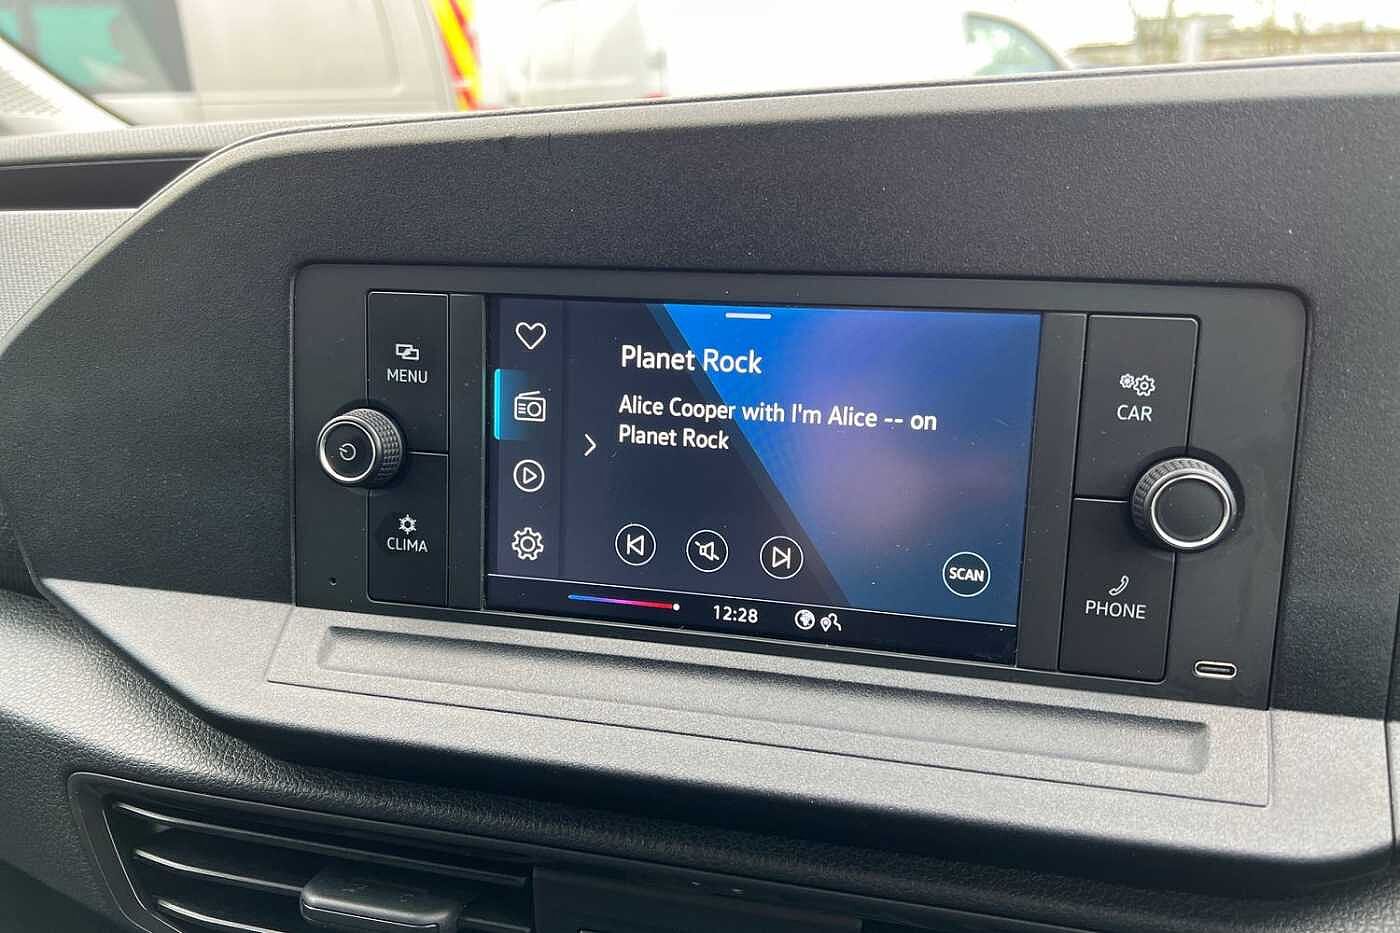 MENU
CLIMA
Planet Rock
Alice Cooper with I'm Alice -- on
Planet Rock
SCAN
12:28
CAR
PHONE